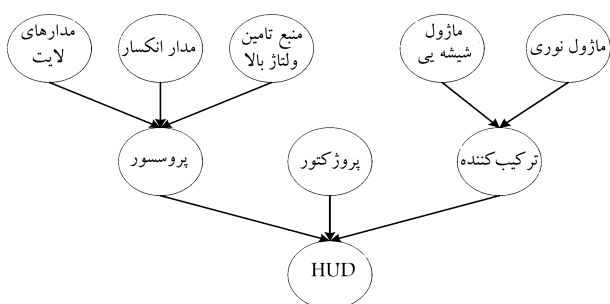 ماژول نوری
ماژول
شیشه یی
منبع تامین
ولتاژ بالا
مدار انکسار
مدارهای
لایت
ترکیب‌کننده
پروژکتور
پروسسور
HUD